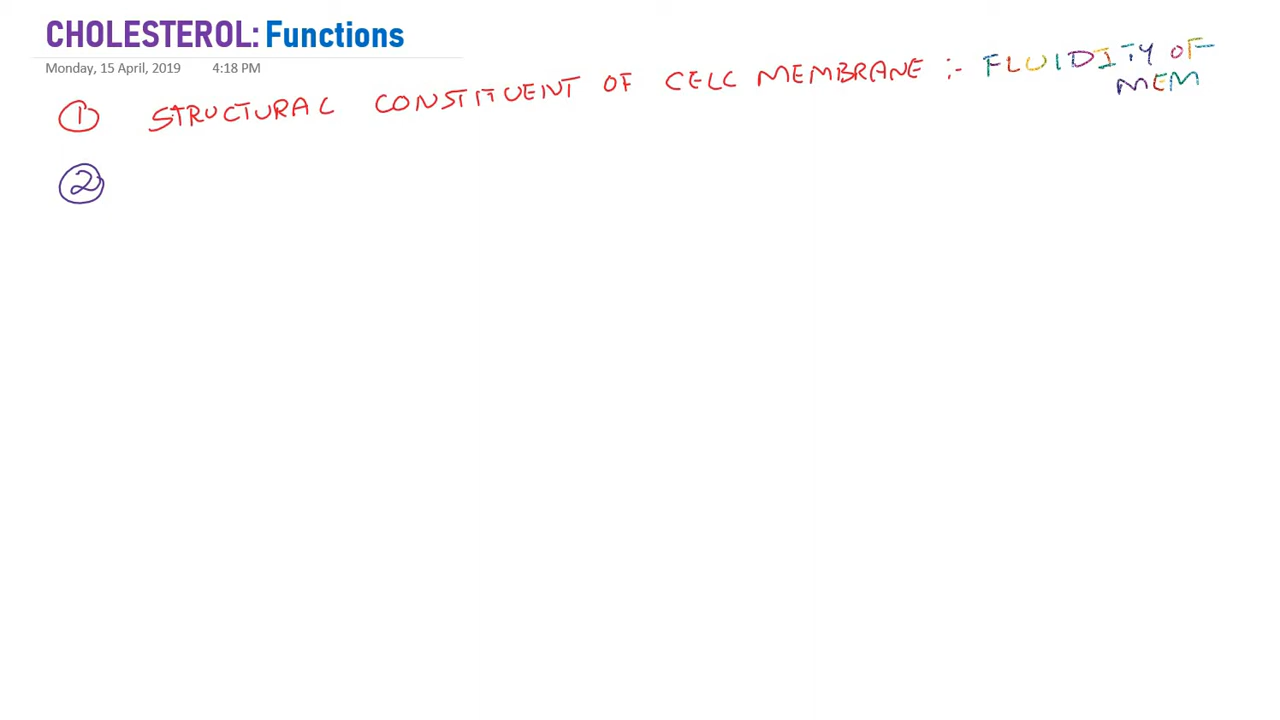 CHOLESTEROL: Functions
Monday, 15 April, 2019 4:18 PM
① STRUCTURAL CONSTITUENT OF CELL MEMBRANE :- FLUIDITY OF
MEM
②